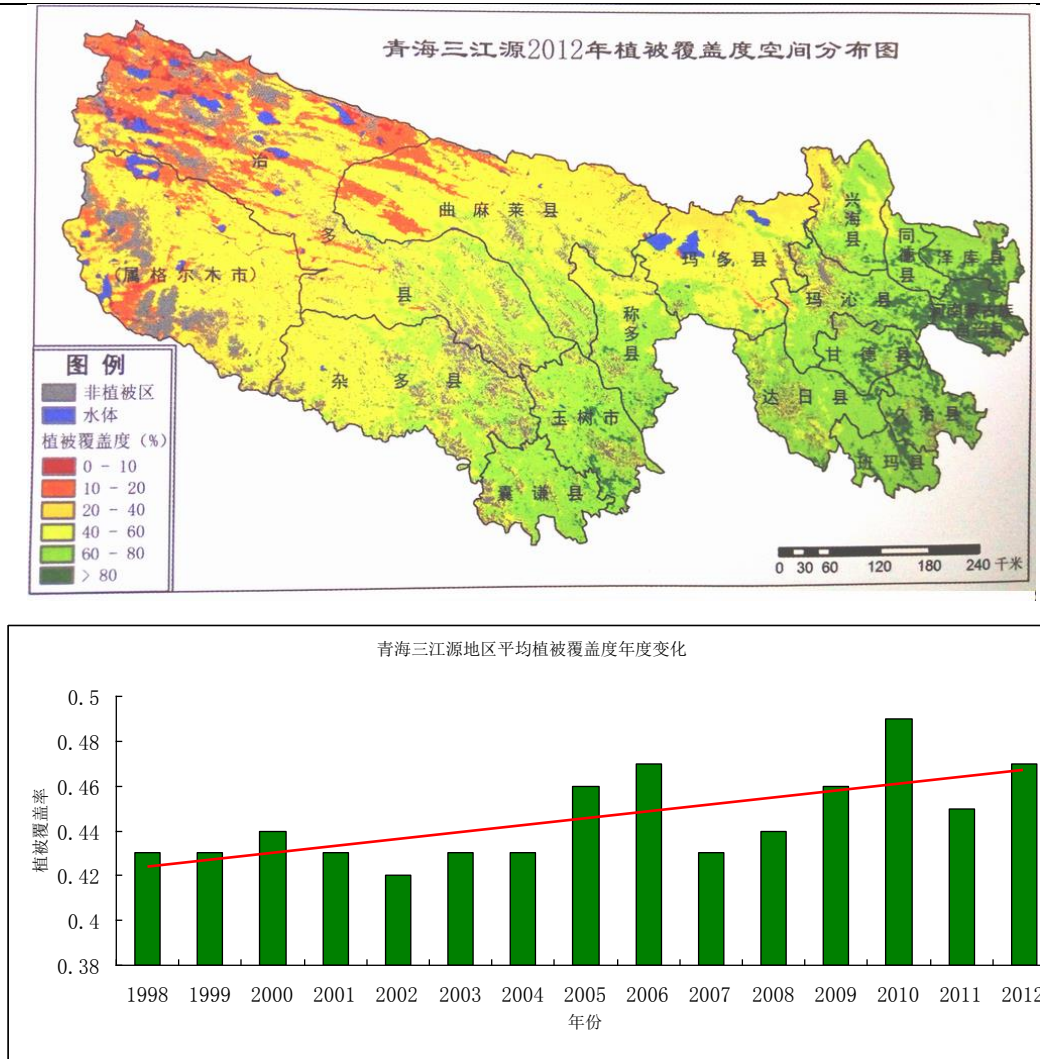 青海三江源2012年植被覆盖度空间分布图
治
多
县
曲麻莱县
(属格尔木市)
杂多县
称多县
玉树市
囊谦县
玛多县
兴海县
同德县
泽库县
玛沁县
甘德县
达日县
久治县
班玛县
图例
非植被区
水体
植被覆盖度(%)
0 - 10
10 - 20
20 - 40
40 - 60
60 - 80
> 80
0 30 60 120 180 240 千米
青海三江源地区平均植被覆盖度年度变化
植被覆盖率
0.5
0.48
0.46
0.44
0.42
0.4
0.38
1998 1999 2000 2001 2002 2003 2004 2005 2006 2007 2008 2009 2010 2011 2012
年份